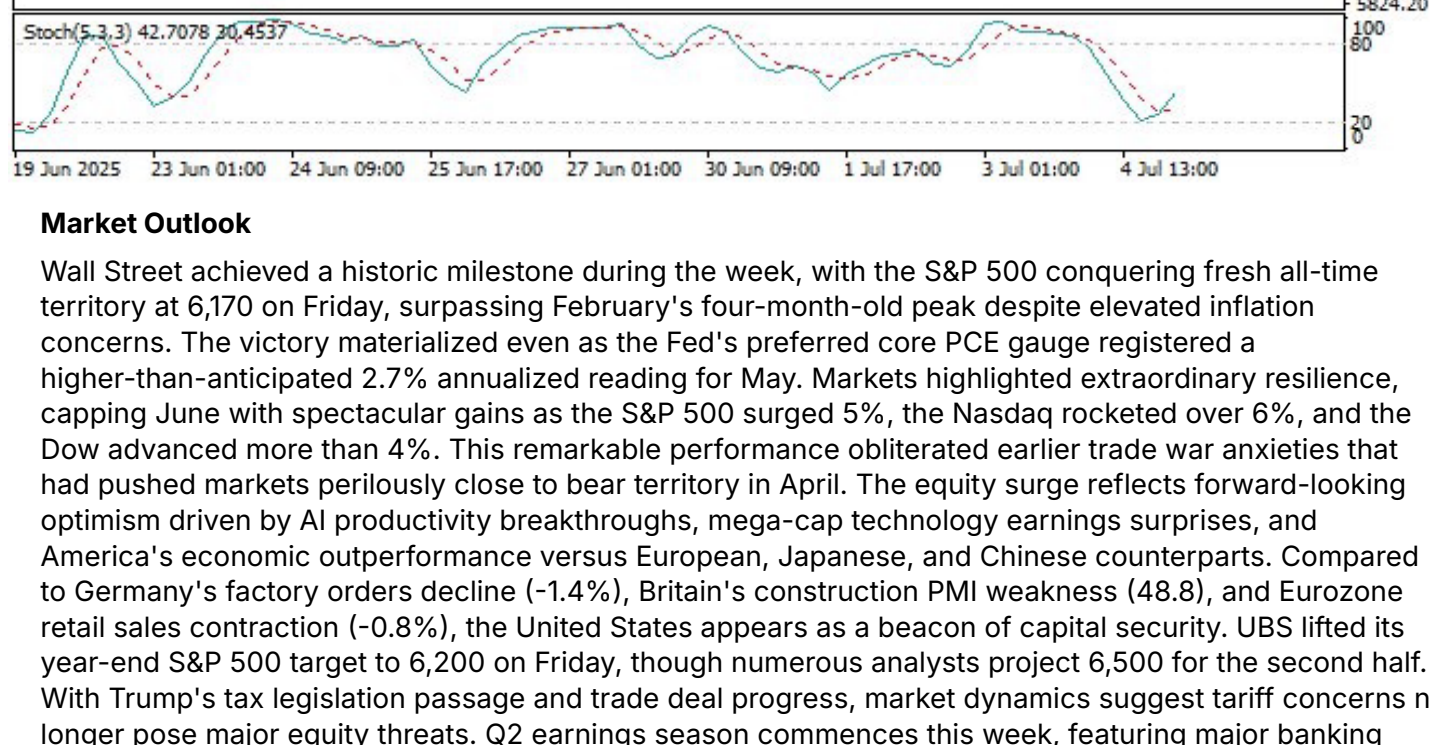 5824.20
Stoch(5,3,3) 42.7078 30.4537
100
80
20
0
19 Jun 2025 23 Jun 01:00 24 Jun 09:00 25 Jun 17:00 27 Jun 01:00 30 Jun 09:00 1 Jul 17:00 3 Jul 01:00 4 Jul 13:00
Market Outlook
Wall Street achieved a historic milestone during the week, with the S&P 500 conquering fresh all-time
territory at 6,170 on Friday, surpassing February's four-month-old peak despite elevated inflation
concerns. The victory materialized even as the Fed's preferred core PCE gauge registered a
higher-than-anticipated 2.7% annualized reading for May. Markets highlighted extraordinary resilience,
capping June with spectacular gains as the S&P 500 surged 5%, the Nasdaq rocketed over 6%, and the
Dow advanced more than 4%. This remarkable performance obliterated earlier trade war anxieties that
had pushed markets perilously close to bear territory in April. The equity surge reflects forward-looking
optimism driven by AI productivity breakthroughs, mega-cap technology earnings surprises, and
America's economic outperformance versus European, Japanese, and Chinese counterparts. Compared
to Germany's factory orders decline (-1.4%), Britain's construction PMI weakness (48.8), and Eurozone
retail sales contraction (-0.8%), the United States appears as a beacon of capital security. UBS lifted its
year-end S&P 500 target to 6,200 on Friday, though numerous analysts project 6,500 for the second half.
With Trump's tax legislation passage and trade deal progress, market dynamics suggest tariff concerns n
longer pose major equity threats. Q2 earnings season commences this week, featuring major banking